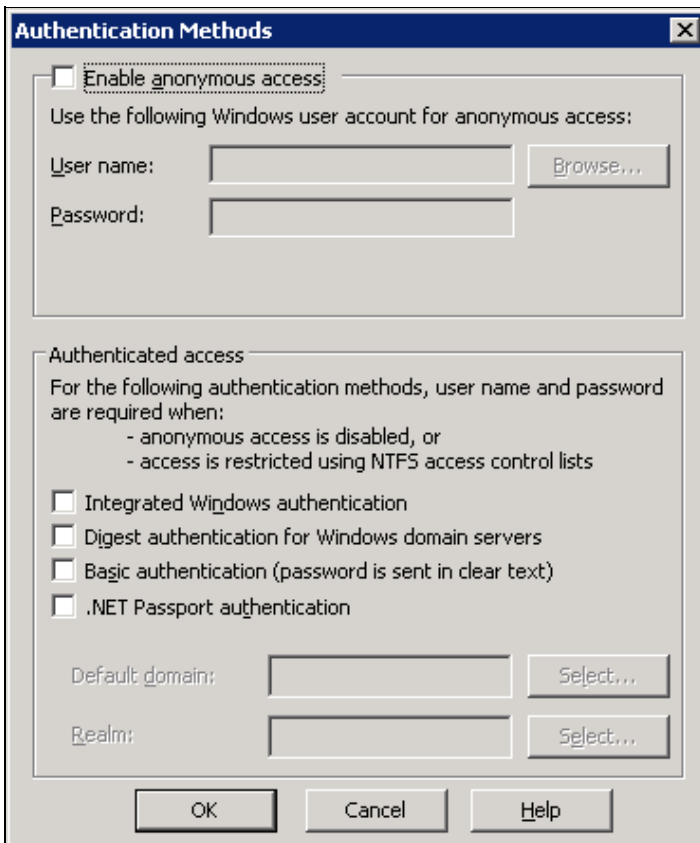 Authentication Methods
Enable anonymous access
Use the following Windows user account for anonymous access:
User name:
Browse...
Password:
Authenticated access
For the following authentication methods, user name and password
are required when:
- anonymous access is disabled, or
- access is restricted using NTFS access control lists
Integrated Windows authentication
Digest authentication for Windows domain servers
Basic authentication (password is sent in clear text)
.NET Passport authentication
Default domain:
Select...
Realm:
Select...
OK
Cancel
Help